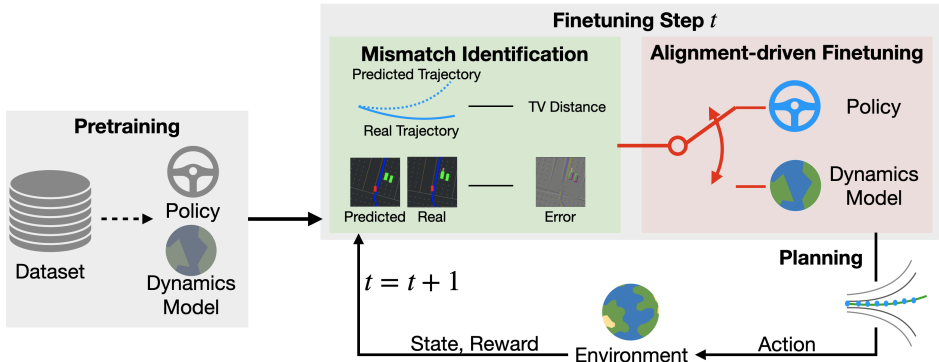 Finetuning Step t
Mismatch Identification
Predicted Trajectory
TV Distance
Real Trajectory
Predicted
Real
Error
Alignment-driven Finetuning
Policy
Dynamics
Model
Pretraining
Dataset
Policy
Dynamics
Model
Planning
t = t + 1
State, Reward
Environment
Action